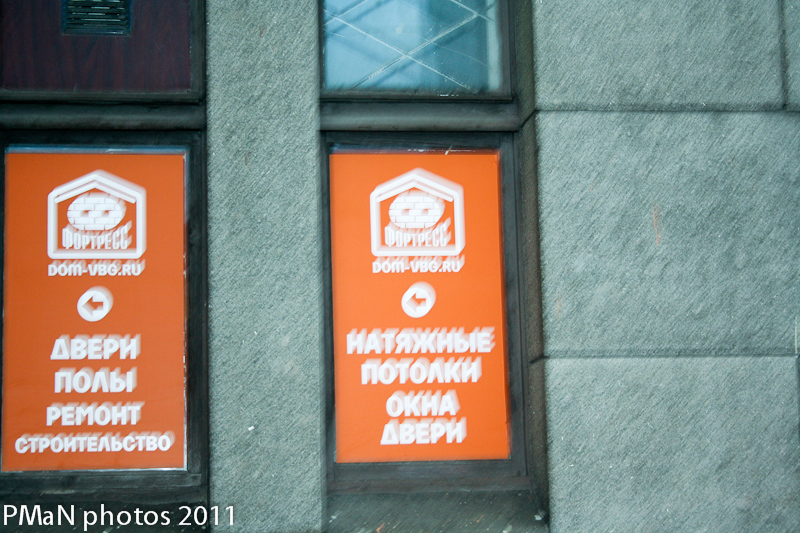 ФОРТРЕСС
DOM-VBG.RU
ДВЕРИ
ПОЛЫ
РЕМОНТ
СТРОИТЕЛЬСТВО
ФОРТРЕСС
DOM-VBG.RU
НАТЯЖНЫЕ
ПОТОЛКИ
ОКНА
ДВЕРИ
PMaN photos 2011